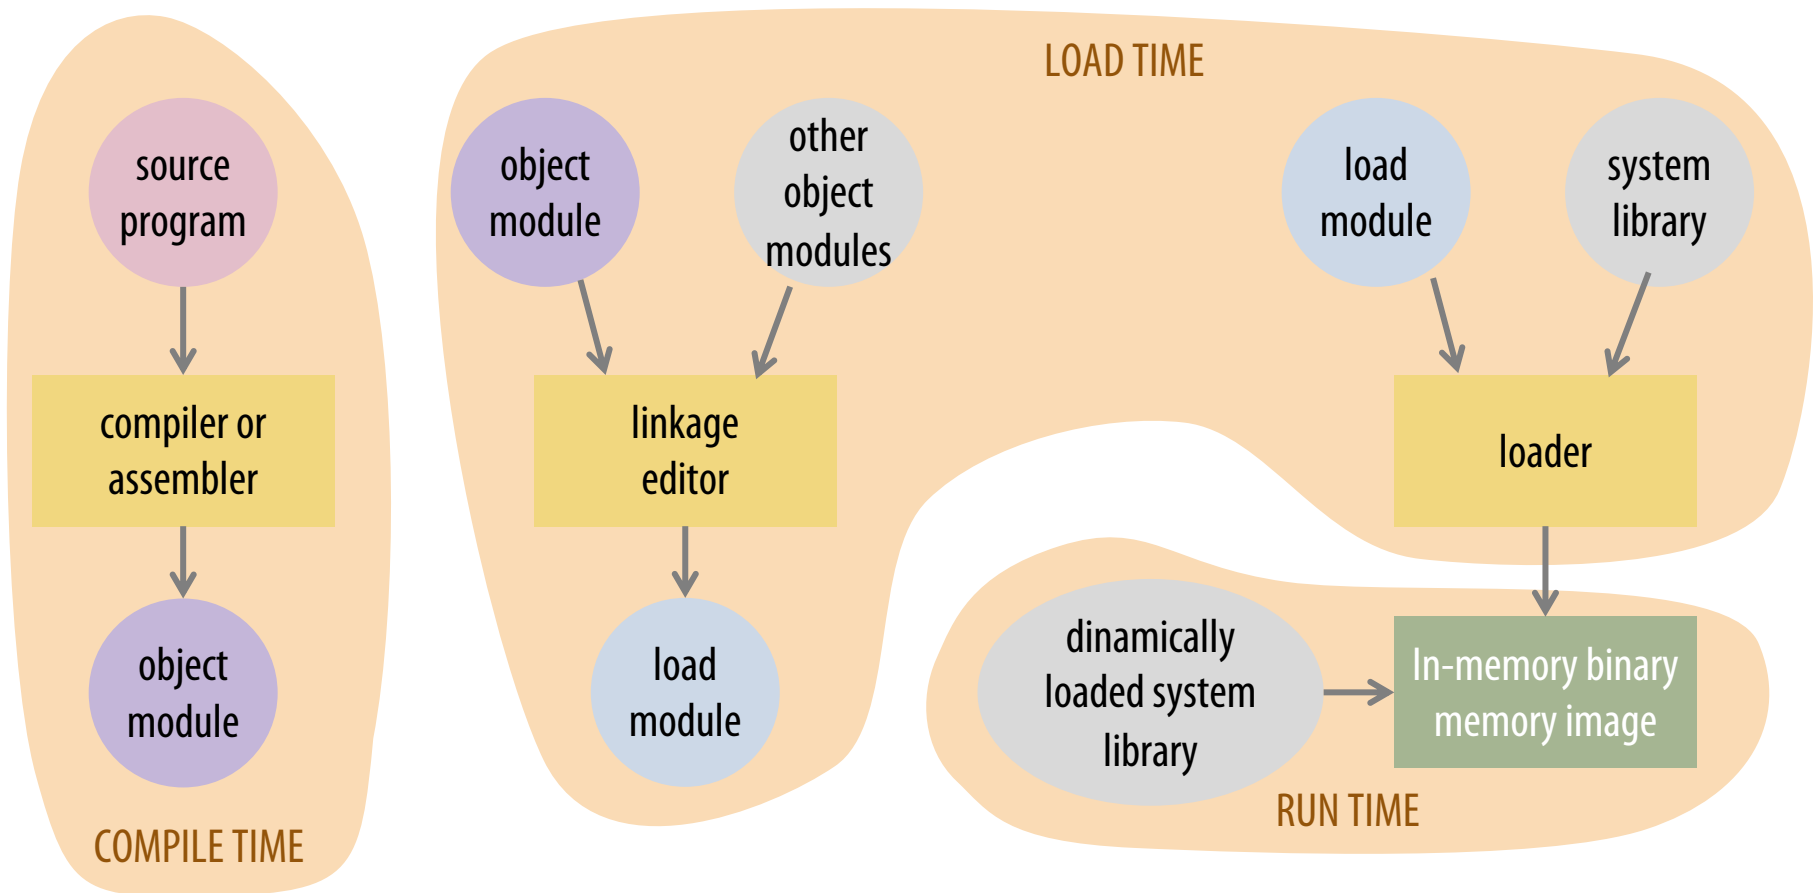 source
program
compiler or
assembler
object
module
COMPILE TIME
LOAD TIME
object
module
other
object
modules
linkage
editor
load
module
load
module
system
library
loader
dinamically
loaded system
library
In-memory binary
memory image
RUN TIME